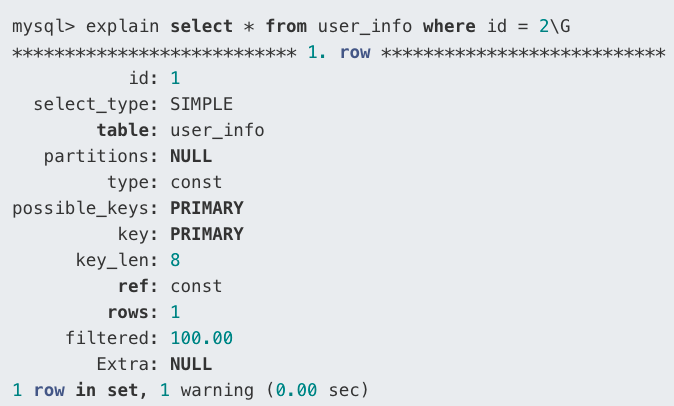 mysql> explain select * from user_info where id = 2\G
*************************** 1. row ***************************
id: 1
select_type: SIMPLE
table: user_info
partitions: NULL
type: const
possible_keys: PRIMARY
key: PRIMARY
key_len: 8
ref: const
rows: 1
filtered: 100.00
Extra: NULL
1 row in set, 1 warning (0.00 sec)